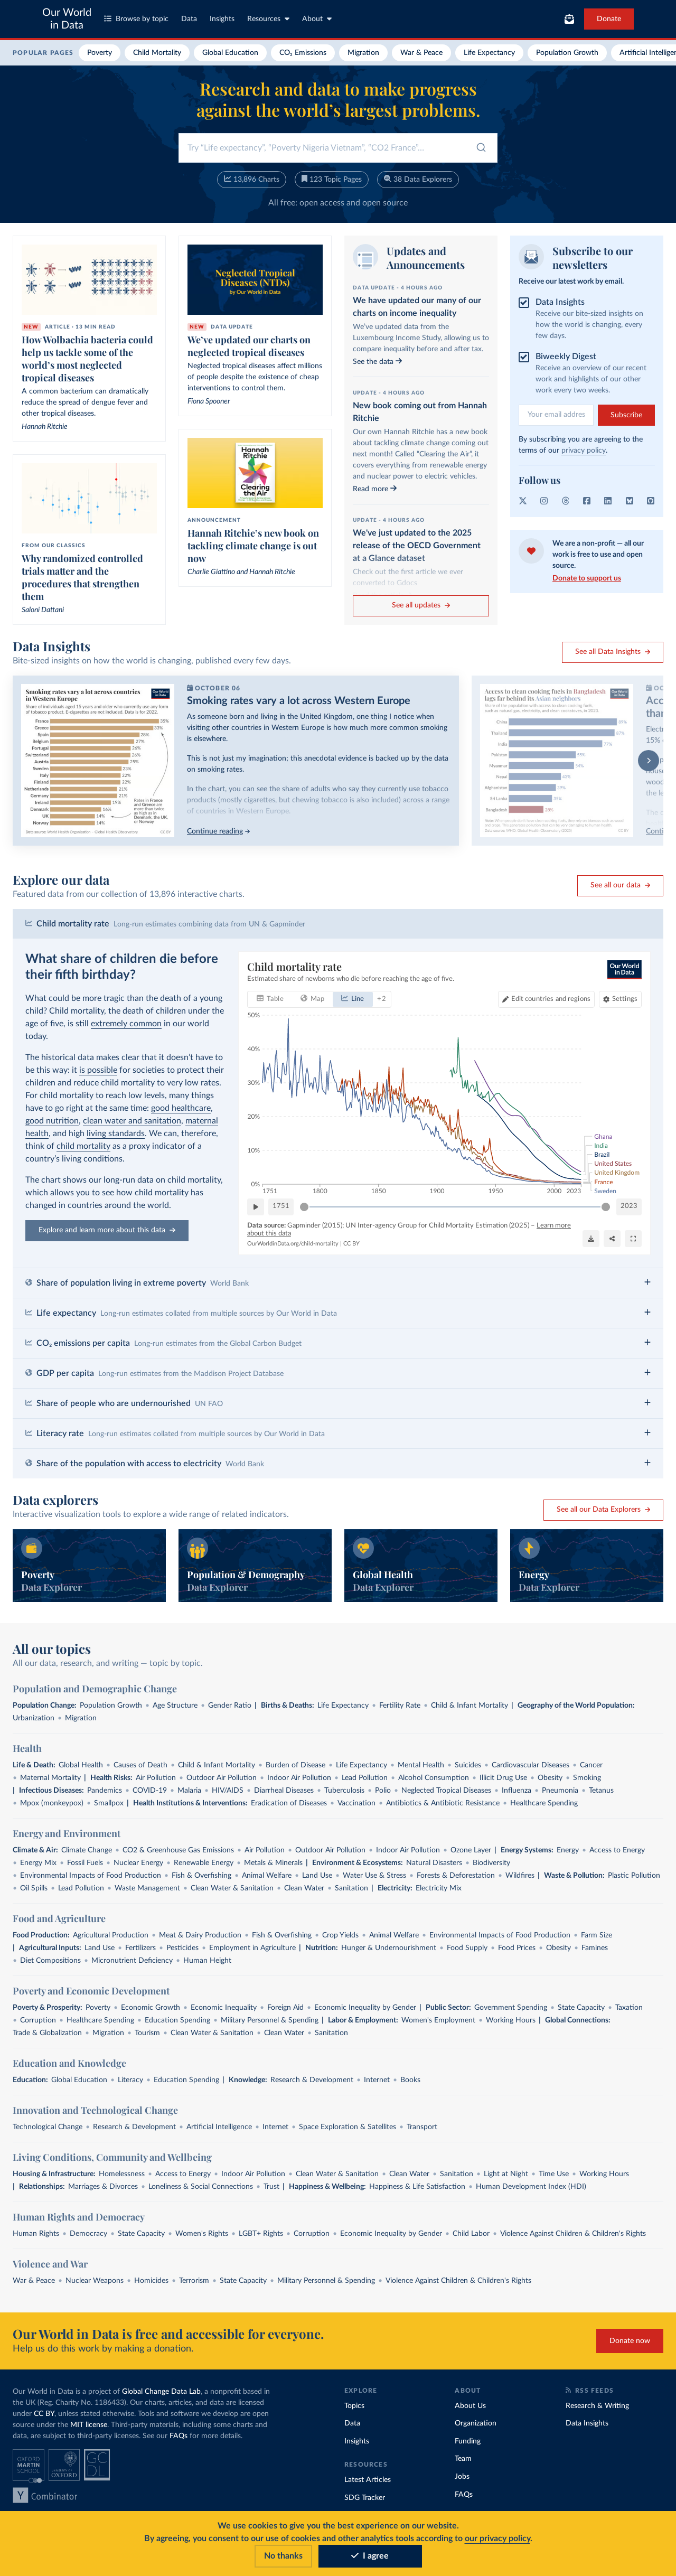 Our World
in Data
Browse by topic
Data
Insights
Resources
About
Donate
POPULAR PAGES
Poverty
Child Mortality
Global Education
CO₂ Emissions
Migration
War & Peace
Life Expectancy
Population Growth
Artificial Intelligen
Research and data to make progress
against the world’s largest problems.
Try “Life expectancy”, “Poverty Nigeria Vietnam”, “CO2 France”...
13,896 Charts
123 Topic Pages
38 Data Explorers
All free: open access and open source
NEW ARTICLE • 13 MIN READ
How Wolbachia bacteria could
help us tackle some of the
world’s most neglected
tropical diseases
A common bacterium can dramatically
reduce the spread of dengue fever and
other tropical diseases.
Hannah Ritchie
FROM OUR CLASSICS
Why randomized controlled
trials matter and the
procedures that strengthen
them
Saloni Dattani
Neglected Tropical
Diseases (NTDs)
by Our World in Data
NEW DATA UPDATE
We’ve updated our charts on
neglected tropical diseases
Neglected tropical diseases affect millions
of people despite the existence of cheap
interventions to control them.
Fiona Spooner
Hannah
Ritchie
Clearing
the Air
ANNOUNCEMENT
Hannah Ritchie’s new book on
tackling climate change is out
now
Charlie Giattino and Hannah Ritchie
Updates and
Announcements
DATA UPDATE - 4 HOURS AGO
We have updated our many of our
charts on income inequality
We’ve updated data from the
Luxembourg Income Study, allowing us to
compare inequality before and after tax.
See the data
UPDATE - 4 HOURS AGO
New book coming out from Hannah
Ritchie
Our own Hannah Ritchie has a new book
about tackling climate change coming out
next month! Called “Clearing the Air”, it
covers everything from renewable energy
and nuclear power to electric vehicles.
Read more
UPDATE - 4 HOURS AGO
We’ve just updated to the 2025
release of the OECD Government
at a Glance dataset
Check out the first article we ever
converted to Gdocs.
See all updates
Subscribe to our
newsletters
Receive our latest work by email.
Data Insights
Receive our bite-sized insights on
how the world is changing, every
few days.
Biweekly Digest
Receive an overview of our recent
work and highlights of our other
work every two weeks.
Your email addres
Subscribe
By subscribing you are agreeing to the
terms of our privacy policy.
Follow us
We are a non-profit — all our
work is free to use and open
source.
Donate to support us
Data Insights
Bite-sized insights on how the world is changing, published every few days.
See all Data Insights
Smoking rates vary a lot across countries
in Western Europe
OCTOBER 06
Smoking rates vary a lot across Western Europe
As someone born and living in the United Kingdom, one thing I notice when
visiting other countries in Western Europe is how much more common smoking
is elsewhere.
This is not just my imagination; this anecdotal evidence is backed up by the data
on smoking rates.
In the chart, you can see the share of adults who say they currently use tobacco
products (mostly cigarettes, but chewing tobacco is also included) across a range
of countries in Western Europe.
Continue reading
Access to clean cooking fuels in Bangladesh
lags far behind its Asian neighbors
Explore our data
Featured data from our collection of 13,896 interactive charts.
See all our data
Child mortality rate Long-run estimates combining data from UN & Gapminder
What share of children die before
their fifth birthday?
What could be more tragic than the death of a young
child? Child mortality, the death of children under the
age of five, is still extremely common in our world
today.
The historical data makes clear that it doesn’t have to
be this way: it is possible for societies to protect their
children and reduce child mortality to very low rates.
For child mortality to reach low levels, many things
have to go right at the same time: good healthcare,
good nutrition, clean water and sanitation, maternal
health, and high living standards. We can, therefore,
think of child mortality as a proxy indicator of a
country’s living conditions.
The chart shows our long-run data on child mortality,
which allows you to see how child mortality has
changed in countries around the world.
Explore and learn more about this data
Child mortality rate
Estimated share of newborns who die before reaching the age of five.
Our World
in Data
Table
Map
Line
+2
Edit countries and regions
Settings
50%
40%
30%
20%
10%
0%
1751
1800
1850
1900
1950
2000
2023
Ghana
India
Brazil
United States
United Kingdom
France
Sweden
1751
2023
Data source: Gapminder (2015); UN Inter-agency Group for Child Mortality Estimation (2025) – Learn more
about this data
OurWorldinData.org/child-mortality | CC BY
Share of population living in extreme poverty World Bank
Life expectancy Long-run estimates collated from multiple sources by Our World in Data
CO₂ emissions per capita Long-run estimates from the Global Carbon Budget
GDP per capita Long-run estimates from the Maddison Project Database
Share of people who are undernourished UN FAO
Literacy rate Long-run estimates collated from multiple sources by Our World in Data
Share of the population with access to electricity World Bank
Data explorers
Interactive visualization tools to explore a wide range of related indicators.
See all our Data Explorers
Poverty
Data Explorer
Population & Demography
Data Explorer
Global Health
Data Explorer
Energy
Data Explorer
All our topics
All our data, research, and writing — topic by topic.
Population and Demographic Change
Population Change: Population Growth • Age Structure • Gender Ratio | Births & Deaths: Life Expectancy • Fertility Rate • Child & Infant Mortality | Geography of the World Population:
Urbanization • Migration
Health
Life & Death: Global Health • Causes of Death • Child & Infant Mortality • Burden of Disease • Life Expectancy • Mental Health • Suicides • Cardiovascular Diseases • Cancer
• Maternal Mortality | Health Risks: Air Pollution • Outdoor Air Pollution • Indoor Air Pollution • Lead Pollution • Alcohol Consumption • Illicit Drug Use • Obesity • Smoking
| Infectious Diseases: Pandemics • COVID-19 • Malaria • HIV/AIDS • Diarrheal Diseases • Tuberculosis • Polio • Neglected Tropical Diseases • Influenza • Pneumonia • Tetanus
• Mpox (monkeypox) • Smallpox | Health Institutions & Interventions: Eradication of Diseases • Vaccination • Antibiotics & Antibiotic Resistance • Healthcare Spending
Energy and Environment
Climate & Air: Climate Change • CO2 & Greenhouse Gas Emissions • Air Pollution • Outdoor Air Pollution • Indoor Air Pollution • Ozone Layer | Energy Systems: Energy • Access to Energy
• Energy Mix • Fossil Fuels • Nuclear Energy • Renewable Energy • Metals & Minerals | Environment & Ecosystems: Natural Disasters • Biodiversity
• Environmental Impacts of Food Production • Fish & Overfishing • Animal Welfare • Land Use • Water Use & Stress • Forests & Deforestation • Wildfires | Waste & Pollution: Plastic Pollution
• Oil Spills • Lead Pollution • Waste Management • Clean Water & Sanitation • Clean Water • Sanitation | Electricity: Electricity Mix
Food and Agriculture
Food Production: Agricultural Production • Meat & Dairy Production • Fish & Overfishing • Crop Yields • Animal Welfare • Environmental Impacts of Food Production • Farm Size
| Agricultural Inputs: Land Use • Fertilizers • Pesticides • Employment in Agriculture | Nutrition: Hunger & Undernourishment • Food Supply • Food Prices • Obesity • Famines
• Diet Compositions • Micronutrient Deficiency • Human Height
Poverty and Economic Development
Poverty & Prosperity: Poverty • Economic Growth • Economic Inequality • Foreign Aid • Economic Inequality by Gender | Public Sector: Government Spending • State Capacity • Taxation
• Corruption • Healthcare Spending • Education Spending • Military Personnel & Spending | Labor & Employment: Women's Employment • Working Hours | Global Connections:
Trade & Globalization • Migration • Tourism • Clean Water & Sanitation • Clean Water • Sanitation
Education and Knowledge
Education: Global Education • Literacy • Education Spending | Knowledge: Research & Development • Internet • Books
Innovation and Technological Change
Technological Change • Research & Development • Artificial Intelligence • Internet • Space Exploration & Satellites • Transport
Living Conditions, Community and Wellbeing
Housing & Infrastructure: Homelessness • Access to Energy • Indoor Air Pollution • Clean Water & Sanitation • Clean Water • Sanitation • Light at Night • Time Use • Working Hours
| Relationships: Marriages & Divorces • Loneliness & Social Connections • Trust | Happiness & Wellbeing: Happiness & Life Satisfaction • Human Development Index (HDI)
Human Rights and Democracy
Human Rights • Democracy • State Capacity • Women's Rights • LGBT+ Rights • Corruption • Economic Inequality by Gender • Child Labor • Violence Against Children & Children's Rights
Violence and War
War & Peace • Nuclear Weapons • Homicides • Terrorism • State Capacity • Military Personnel & Spending • Violence Against Children & Children's Rights
Our World in Data is free and accessible for everyone.
Help us do this work by making a donation.
Donate now
Our World in Data is a project of Global Change Data Lab, a nonprofit based in
the UK (Reg. Charity No. 1186433). Our charts, articles, and data are licensed
under CC BY, unless stated otherwise. Tools and software we develop are open
source under the MIT license. Third-party materials, including some charts and
data, are subject to third-party licenses. See our FAQs for more details.
OXFORD
MARTIN
SCHOOL
UNIVERSITY OF
OXFORD
GC
DL
Y Combinator
EXPLORE
Topics
Data
Insights
RESOURCES
Latest Articles
SDG Tracker
ABOUT
About Us
Organization
Funding
Team
Jobs
FAQs
RSS FEEDS
Research & Writing
Data Insights
We use cookies to give you the best experience on our website.
By agreeing, you consent to our use of cookies and other analytics tools according to our privacy policy.
No thanks
I agree